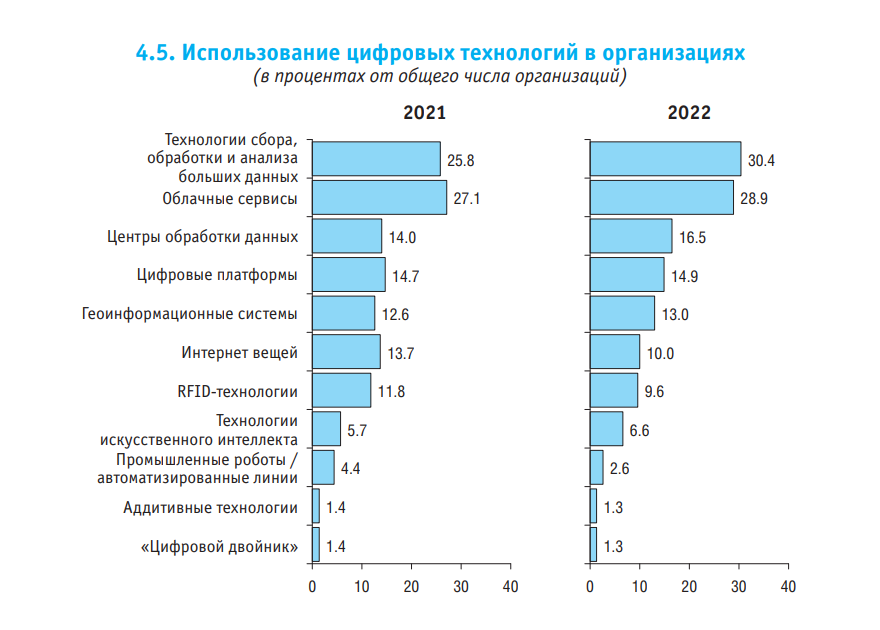 4.5. Использование цифровых технологий в организациях
(в процентах от общего числа организаций)
2021
2022
Технологии сбора,
обработки и анализа
больших данных
25.8
30.4
Облачные сервисы
27.1
28.9
Центры обработки данных
14.0
16.5
Цифровые платформы
14.7
14.9
Геоинформационные системы
12.6
13.0
Интернет вещей
13.7
10.0
RFID-технологии
11.8
9.6
Технологии
искусственного интеллекта
5.7
6.6
Промышленные роботы /
автоматизированные линии
4.4
2.6
Аддитивные технологии
1.4
1.3
«Цифровой двойник»
1.4
1.3
0 10 20 30 40
0 10 20 30 40